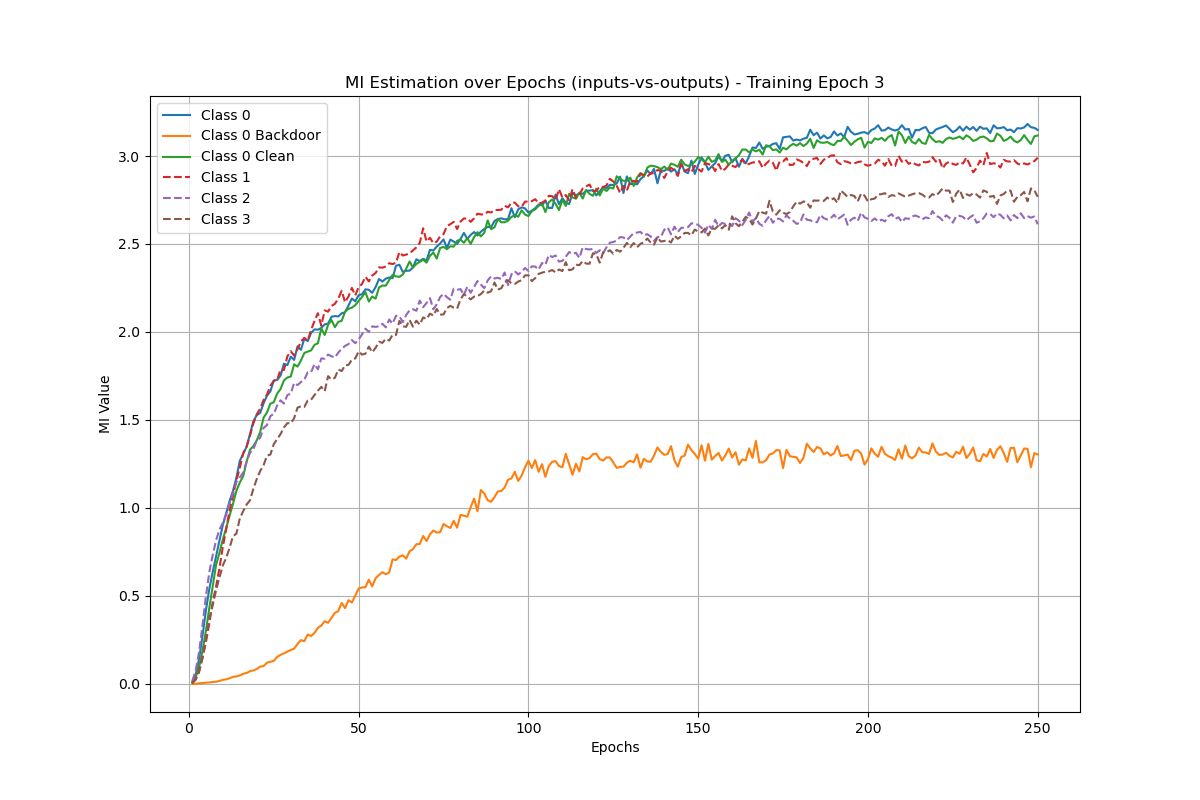 MI Estimation over Epochs (inputs-vs-outputs) - Training Epoch 3
Class 0
Class 0 Backdoor
Class 0 Clean
Class 1
Class 2
Class 3
MI Value
3.0
2.5
2.0
1.5
1.0
0.5
0.0
0 50 100 150 200 250
Epochs